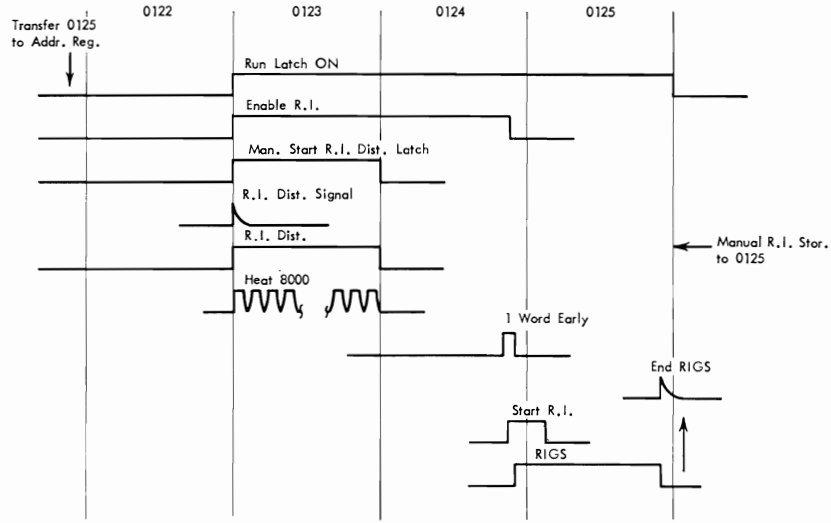 0122 0123 0124 0125
Transfer 0125
to Addr. Reg.
Run Latch ON
Enable R.I.
Man. Start R.I. Dist. Latch
R.I. Dist. Signal
R.I. Dist.
Manual R.I. Stor.
to 0125
Heat 8000
1 Word Early
End RIGS
Start R.I.
RIGS